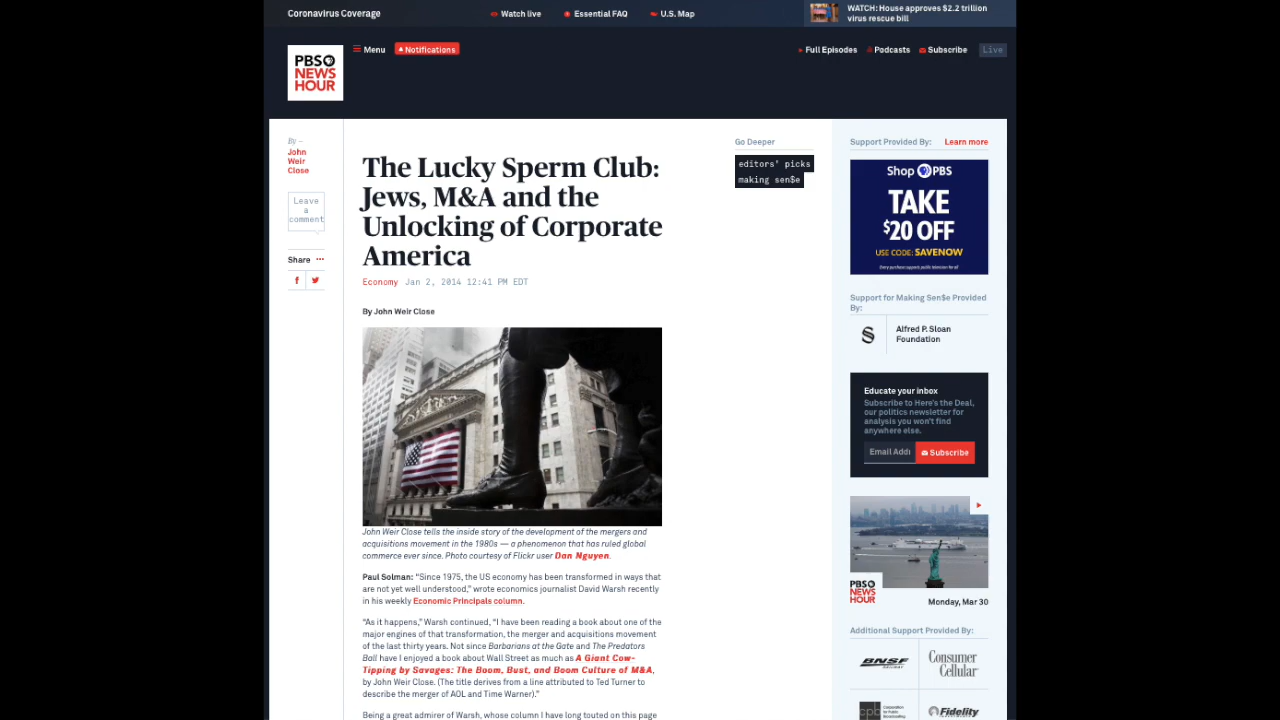 Coronavirus Coverage
Watch live
Essential FAQ
U.S. Map
WATCH: House approves $2.2 trillion
virus rescue bill
PBS
NEWS
HOUR
Menu
Notifications
Full Episodes
Podcasts
Subscribe
Live
By —
John
Weir
Close
Leave
a
comment
Share
The Lucky Sperm Club:
Jews, M&A and the
Unlocking of Corporate
America
Economy Jan 2, 2014 12:41 PM EDT
By John Weir Close
John Weir Close tells the inside story of the development of the mergers and
acquisitions movement in the 1980s — a phenomenon that has ruled global
commerce ever since. Photo courtesy of Flickr user Dan Nguyen.
Paul Solman: “Since 1975, the US economy has been transformed in ways that
are not yet well understood,” wrote economics journalist David Warsh recently
in his weekly Economic Principals column.
“As it happens,” Warsh continued, “I have been reading a book about one of the
major engines of that transformation, the merger and acquisitions movement
of the last thirty years. Not since Barbarians at the Gate and The Predators
Ball have I enjoyed a book about Wall Street as much as A Giant Cow-
Tipping by Savages: The Boom, Bust, and Boom Culture of M&A,
by John Weir Close. (The title derives from a line attributed to Ted Turner to
describe the merger of AOL and Time Warner).”
Being a great admirer of Warsh, whose column I have long touted on this page
Go Deeper
editors' picks
making sen$e
Support Provided By:
Learn more
Shop PBS
TAKE
$20 OFF
USE CODE: SAVENOW
Every purchase supports public television for all
Support for Making Sen$e Provided
By:
Alfred P. Sloan
Foundation
Educate your inbox
Subscribe to Here's the Deal,
our politics newsletter for
analysis you won't find
anywhere else.
Email Addr
Subscribe
PBS
NEWS
HOUR
Monday, Mar 30
Additional Support Provided By:
BNSF
RAILWAY
Consumer
Cellular
cpb
Corporation
for Public
Broadcasting
Fidelity